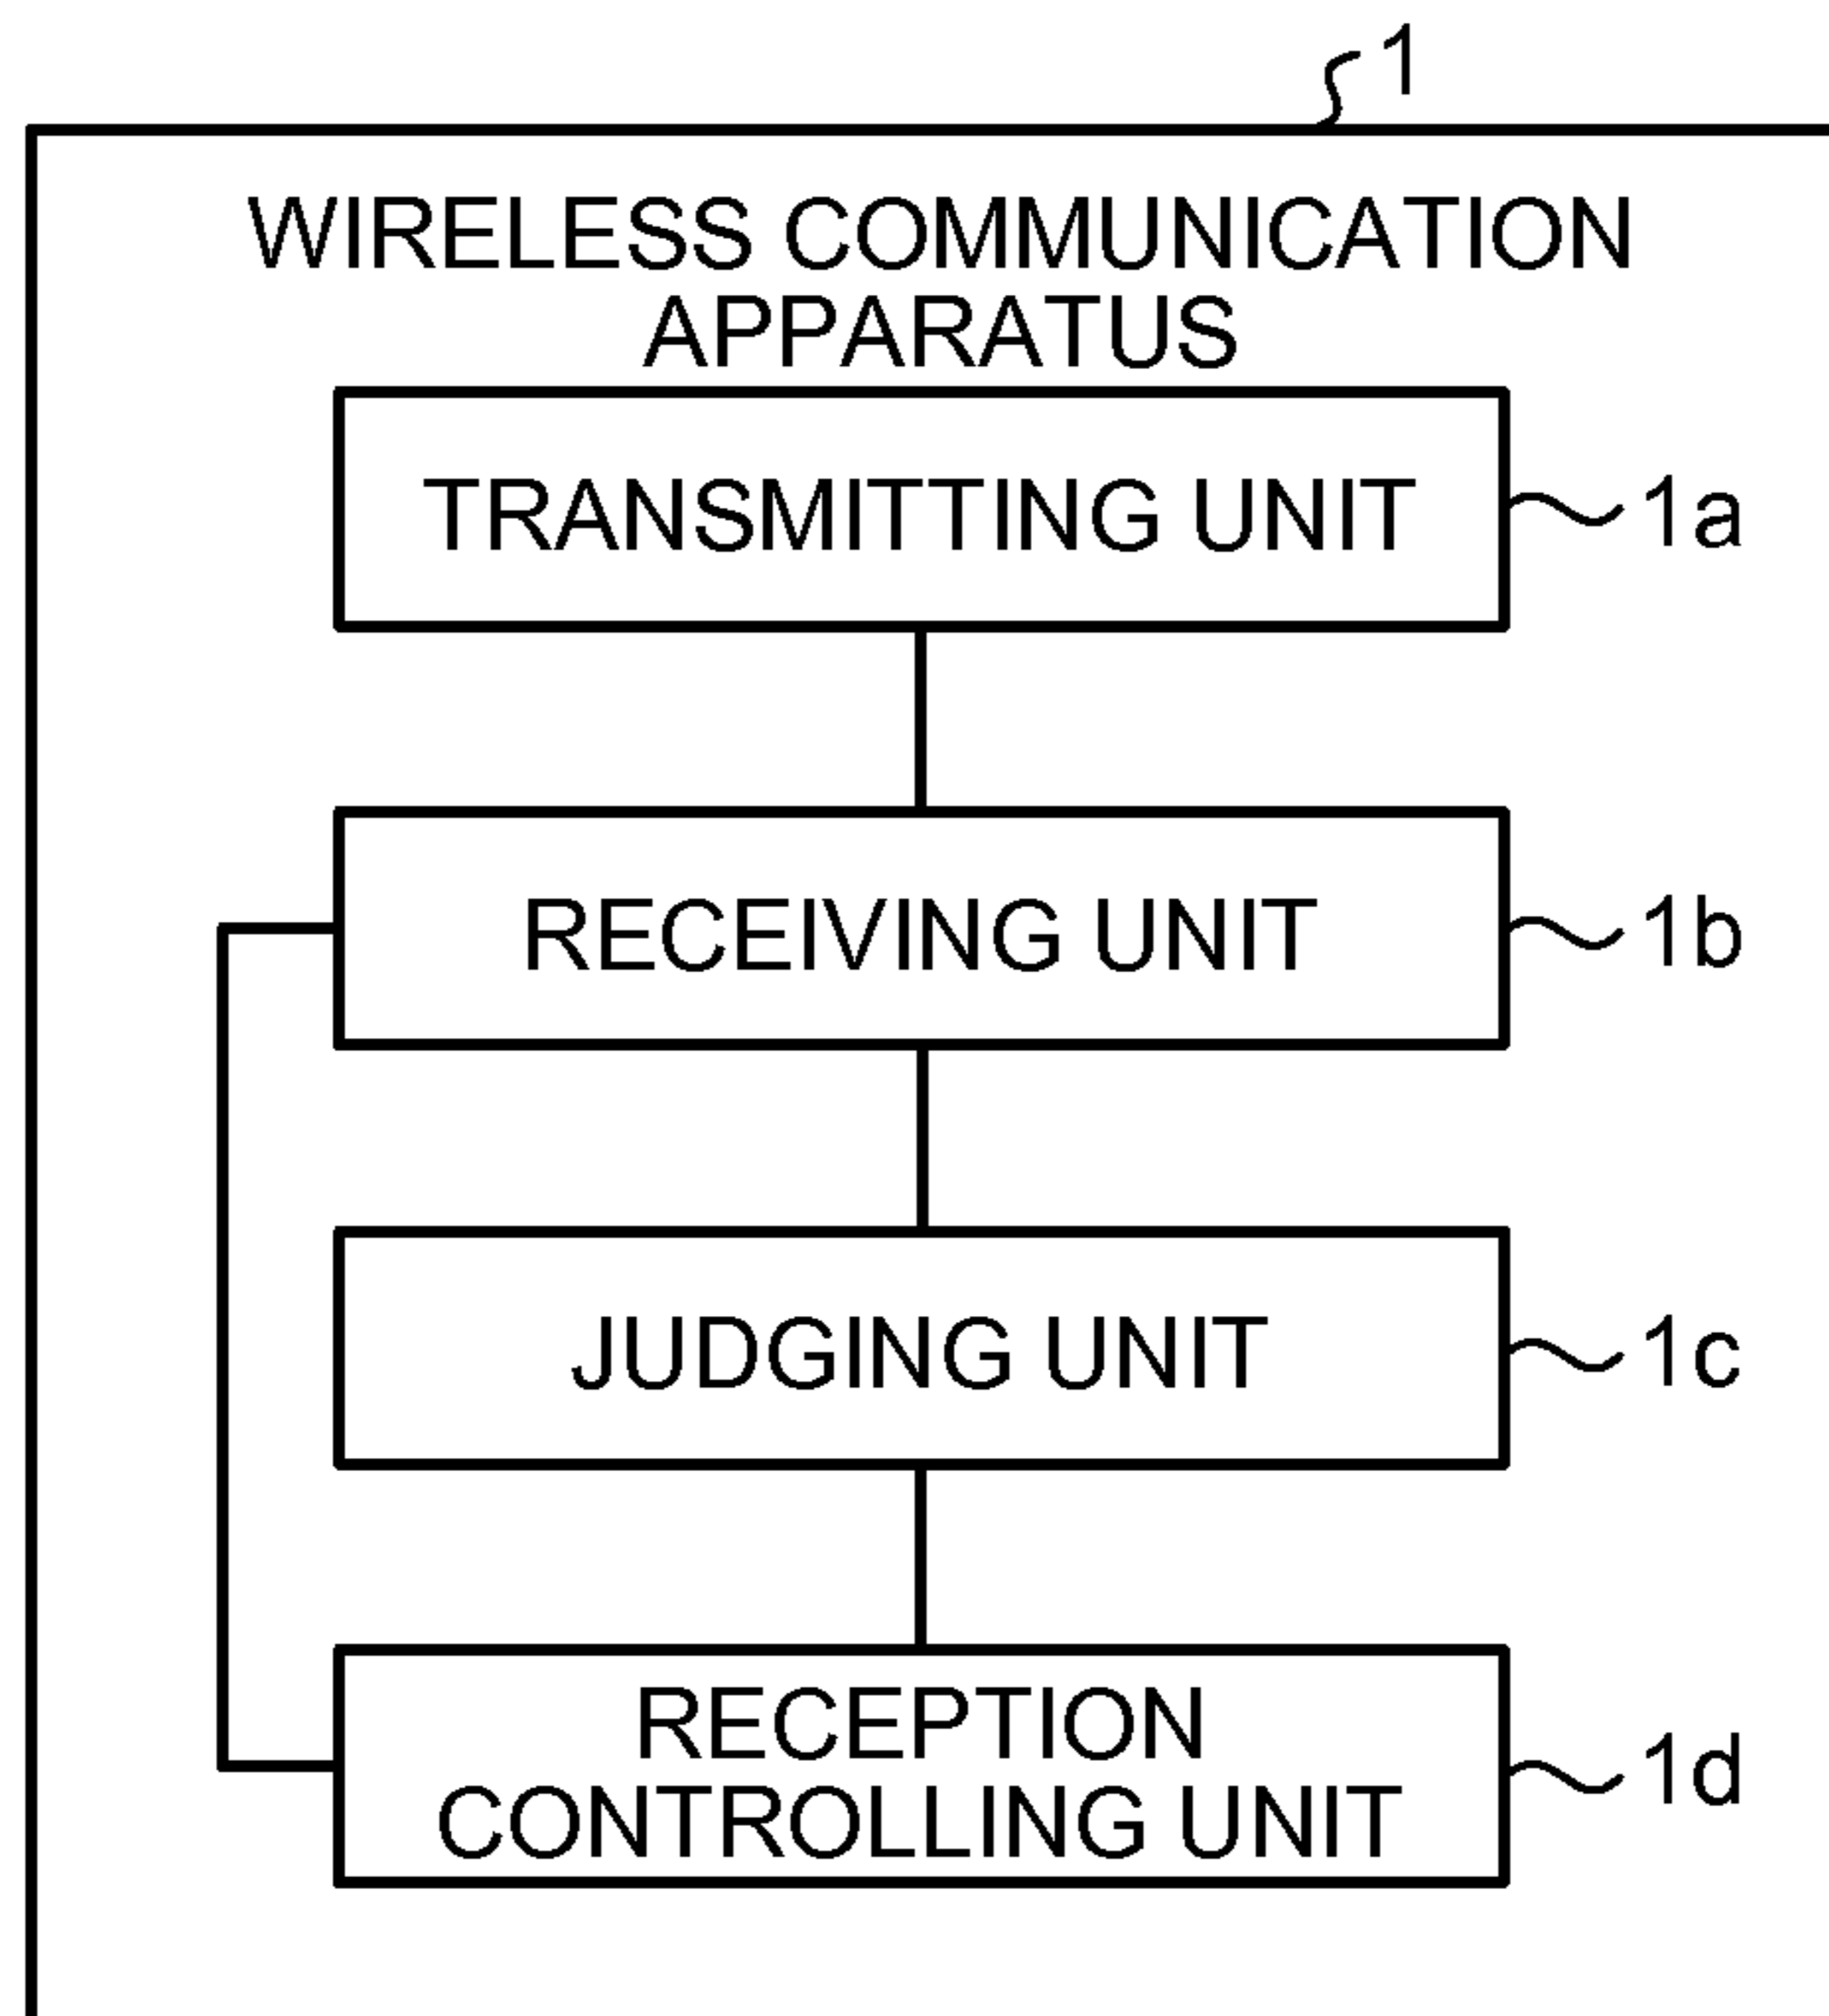 1
WIRELESS COMMUNICATION
APPARATUS
TRANSMITTING UNIT
1a
RECEIVING UNIT
1b
JUDGING UNIT
1c
RECEPTION
CONTROLLING UNIT
1d